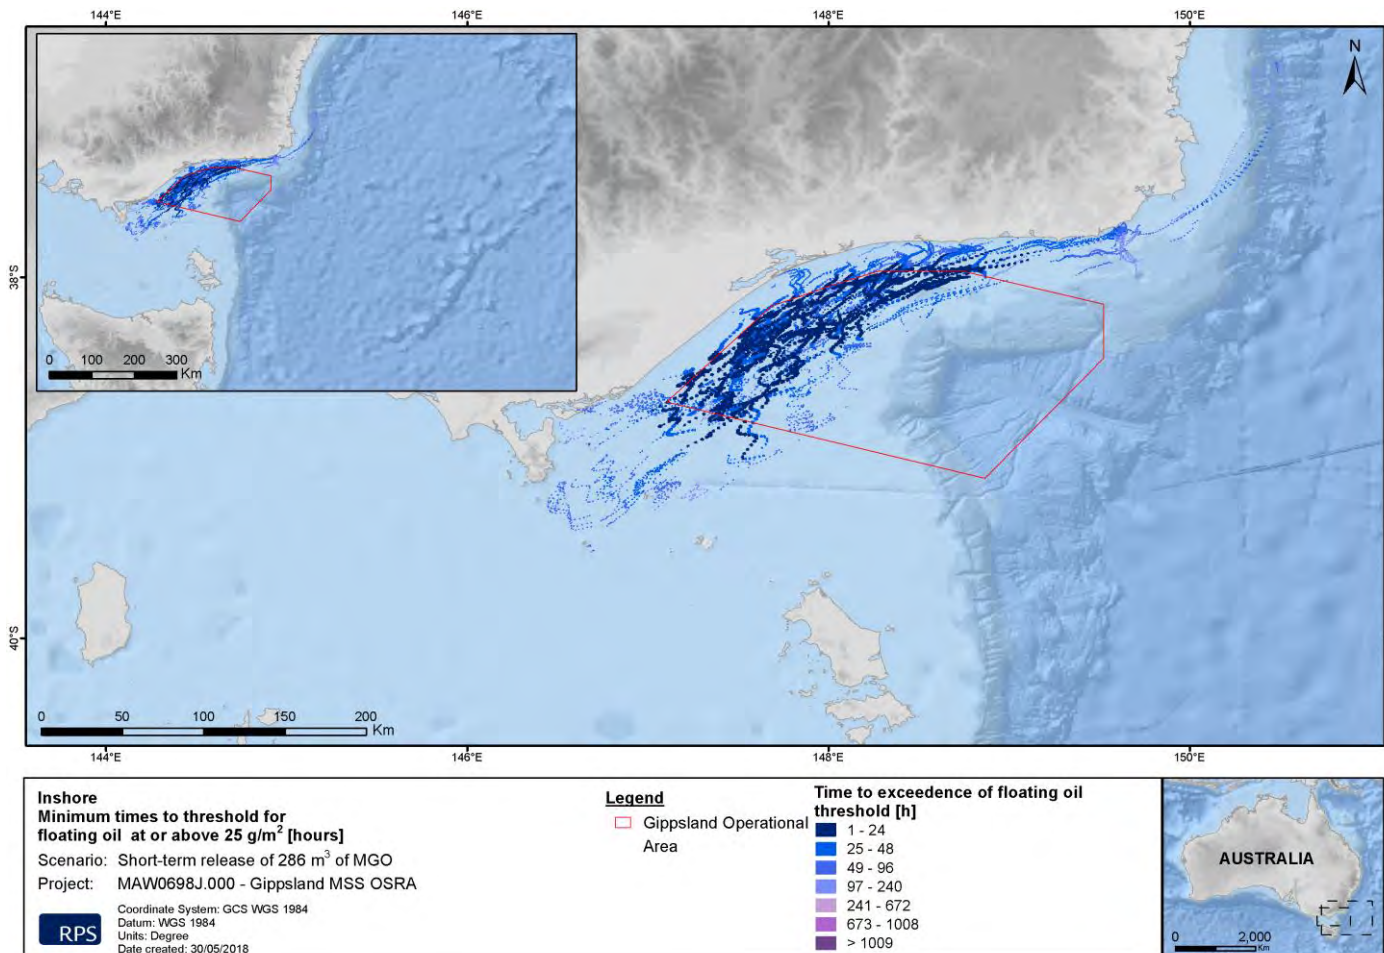 144°E 146°E 148°E 150°E
N
38°S
0 100 200 300
Km
40°S
0 50 100 150 200
Km
144°E 146°E 148°E 150°E
Inshore
Minimum times to threshold for
floating oil at or above 25 g/m² [hours]
Scenario: Short-term release of 286 m³ of MGO
Project: MAW0698J.000 - Gippsland MSS OSRA
RPS
Coordinate System: GCS WGS 1984
Datum: WGS 1984
Units: Degree
Date created: 30/05/2018
Legend
Gippsland Operational
Area
Time to exceedence of floating oil
threshold [h]
1 - 24
25 - 48
49 - 96
97 - 240
241 - 672
673 - 1008
> 1009
AUSTRALIA
0 2,000
Km